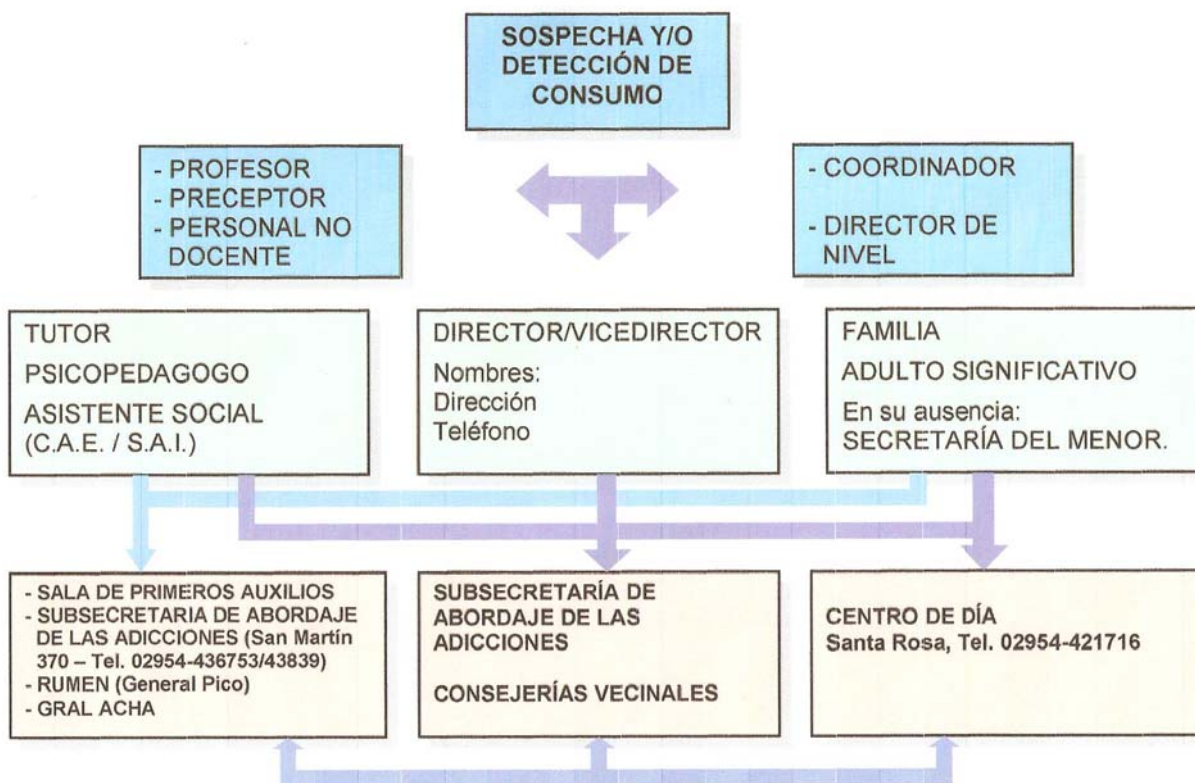 SOSPECHA Y/O
DETECCIÓN DE
CONSUMO
- PROFESOR
- PRECEPTOR
- PERSONAL NO
DOCENTE
- COORDINADOR
- DIRECTOR DE
NIVEL
TUTOR
PSICOPEDAGOGO
ASISTENTE SOCIAL
(C.A.E. / S.A.I.)
DIRECTOR/VICEDIRECTOR
Nombres:
Dirección
Teléfono
FAMILIA
ADULTO SIGNIFICATIVO
En su ausencia:
SECRETARÍA DEL MENOR.
- SALA DE PRIMEROS AUXILIOS
- SUBSECRETARIA DE ABORDAJE
DE LAS ADICCIONES (San Martín
370 – Tel. 02954-436753/43839)
- RUMEN (General Pico)
- GRAL ACHA
SUBSECRETARÍA DE
ABORDAJE DE LAS
ADICCIONES
CONSEJERÍAS VECINALES
CENTRO DE DÍA
Santa Rosa, Tel. 02954-421716